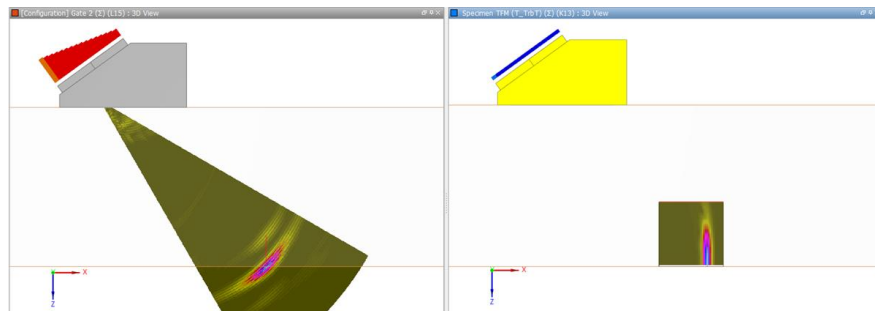 [Configuration] Gate 2 (Σ) (L15) : 3D View
Specimen TFM (T_TrbT) (Σ) (K13) : 3D View
X
Z
X
Z